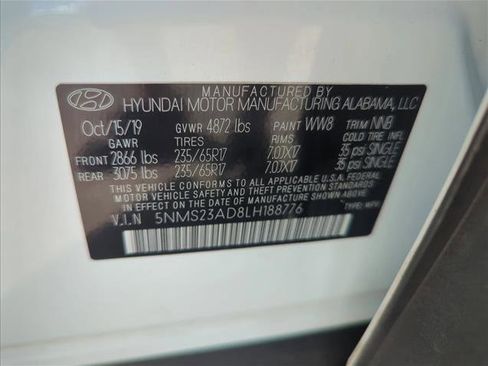 MANUFACTURED BY
HYUNDAI MOTOR MANUFACTURING ALABAMA, LLC
Oct/15/19 GVWR 4872 lbs PAINT WW8 TRIM NNB
GAWR TIRES RIMS COLD TIRE INFL.
FRONT 2866 lbs 235/65R17 7.0JX17 35 psi SINGLE
REAR 3075 lbs 235/65R17 7.0JX17 35 psi SINGLE
THIS VEHICLE CONFORMS TO ALL APPLICABLE U.S. FEDERAL
MOTOR VEHICLE SAFETY AND THEFT PREVENTION STANDARDS
IN EFFECT ON THE DATE OF MANUFACTURE SHOWN ABOVE.
V.I.N 5NMS23AD8LH188776 TYPE: MPV